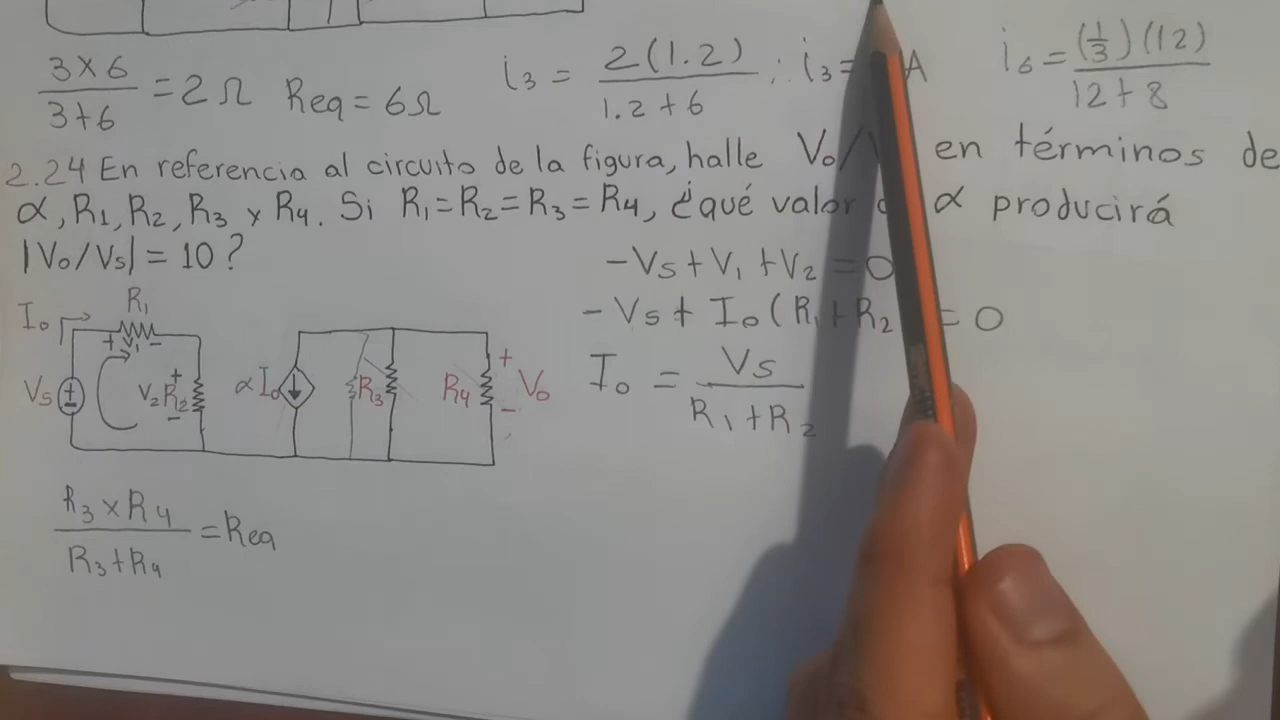 3×6/3+6 = 2Ω Req = 6Ω i3 = 2(1.2)/1.2+6 ; i3= A i6 = (1/3)(12)/12+8
2.24 En referencia al circuito de la figura, halle Vo/ en términos de
α, R1, R2, R3 y R4. Si R1=R2=R3=R4, ¿qué valor α producirá
|Vo/Vs| = 10?
-Vs+V1+V2=0
-Vs+Io(R1+R2 =0
Io = Vs/R1+R2
Io R1
+ V1 -
Vs V2 + R2 - αIo R3 R4 + Vo -
R3×R4/R3+R4 = Req